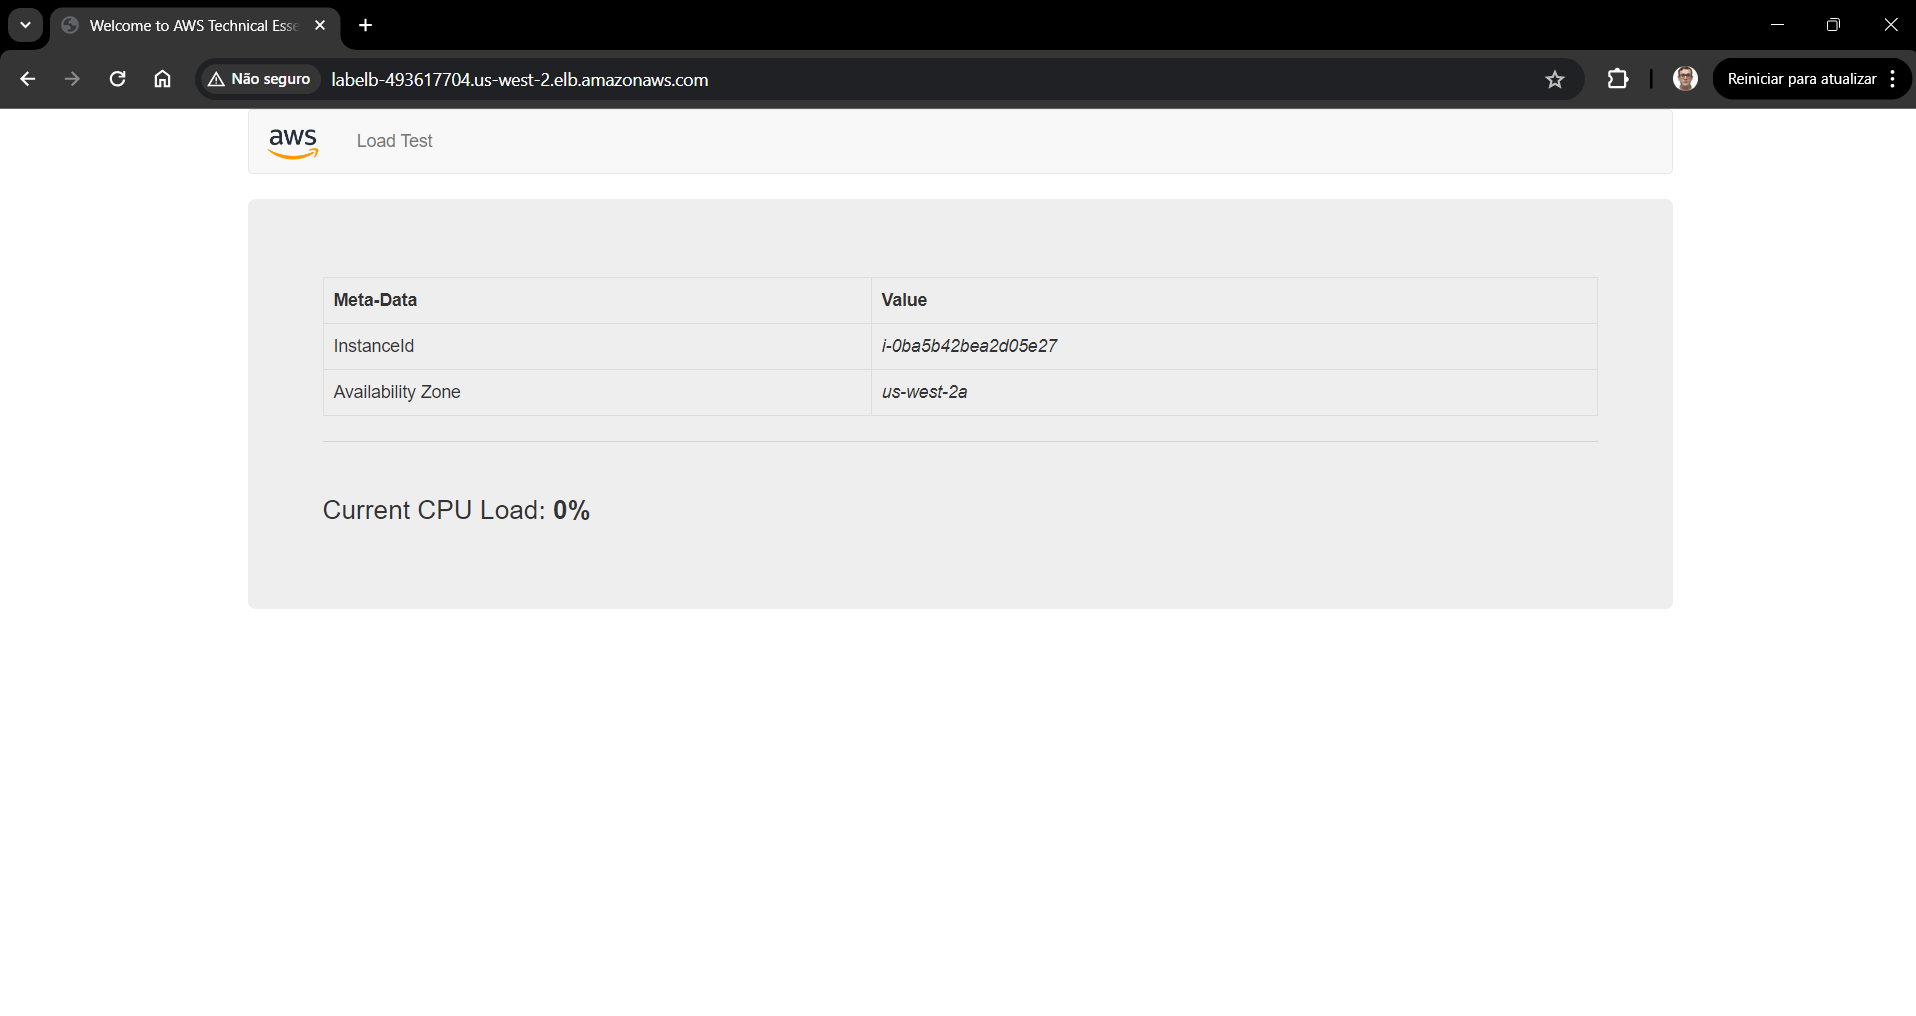 Welcome to AWS Technical Esse
Não seguro
labelb-493617704.us-west-2.elb.amazonaws.com
Reiniciar para atualizar
aws
Load Test
Meta-Data Value
InstanceId i-0ba5b42bea2d05e27
Availability Zone us-west-2a
Current CPU Load: 0%